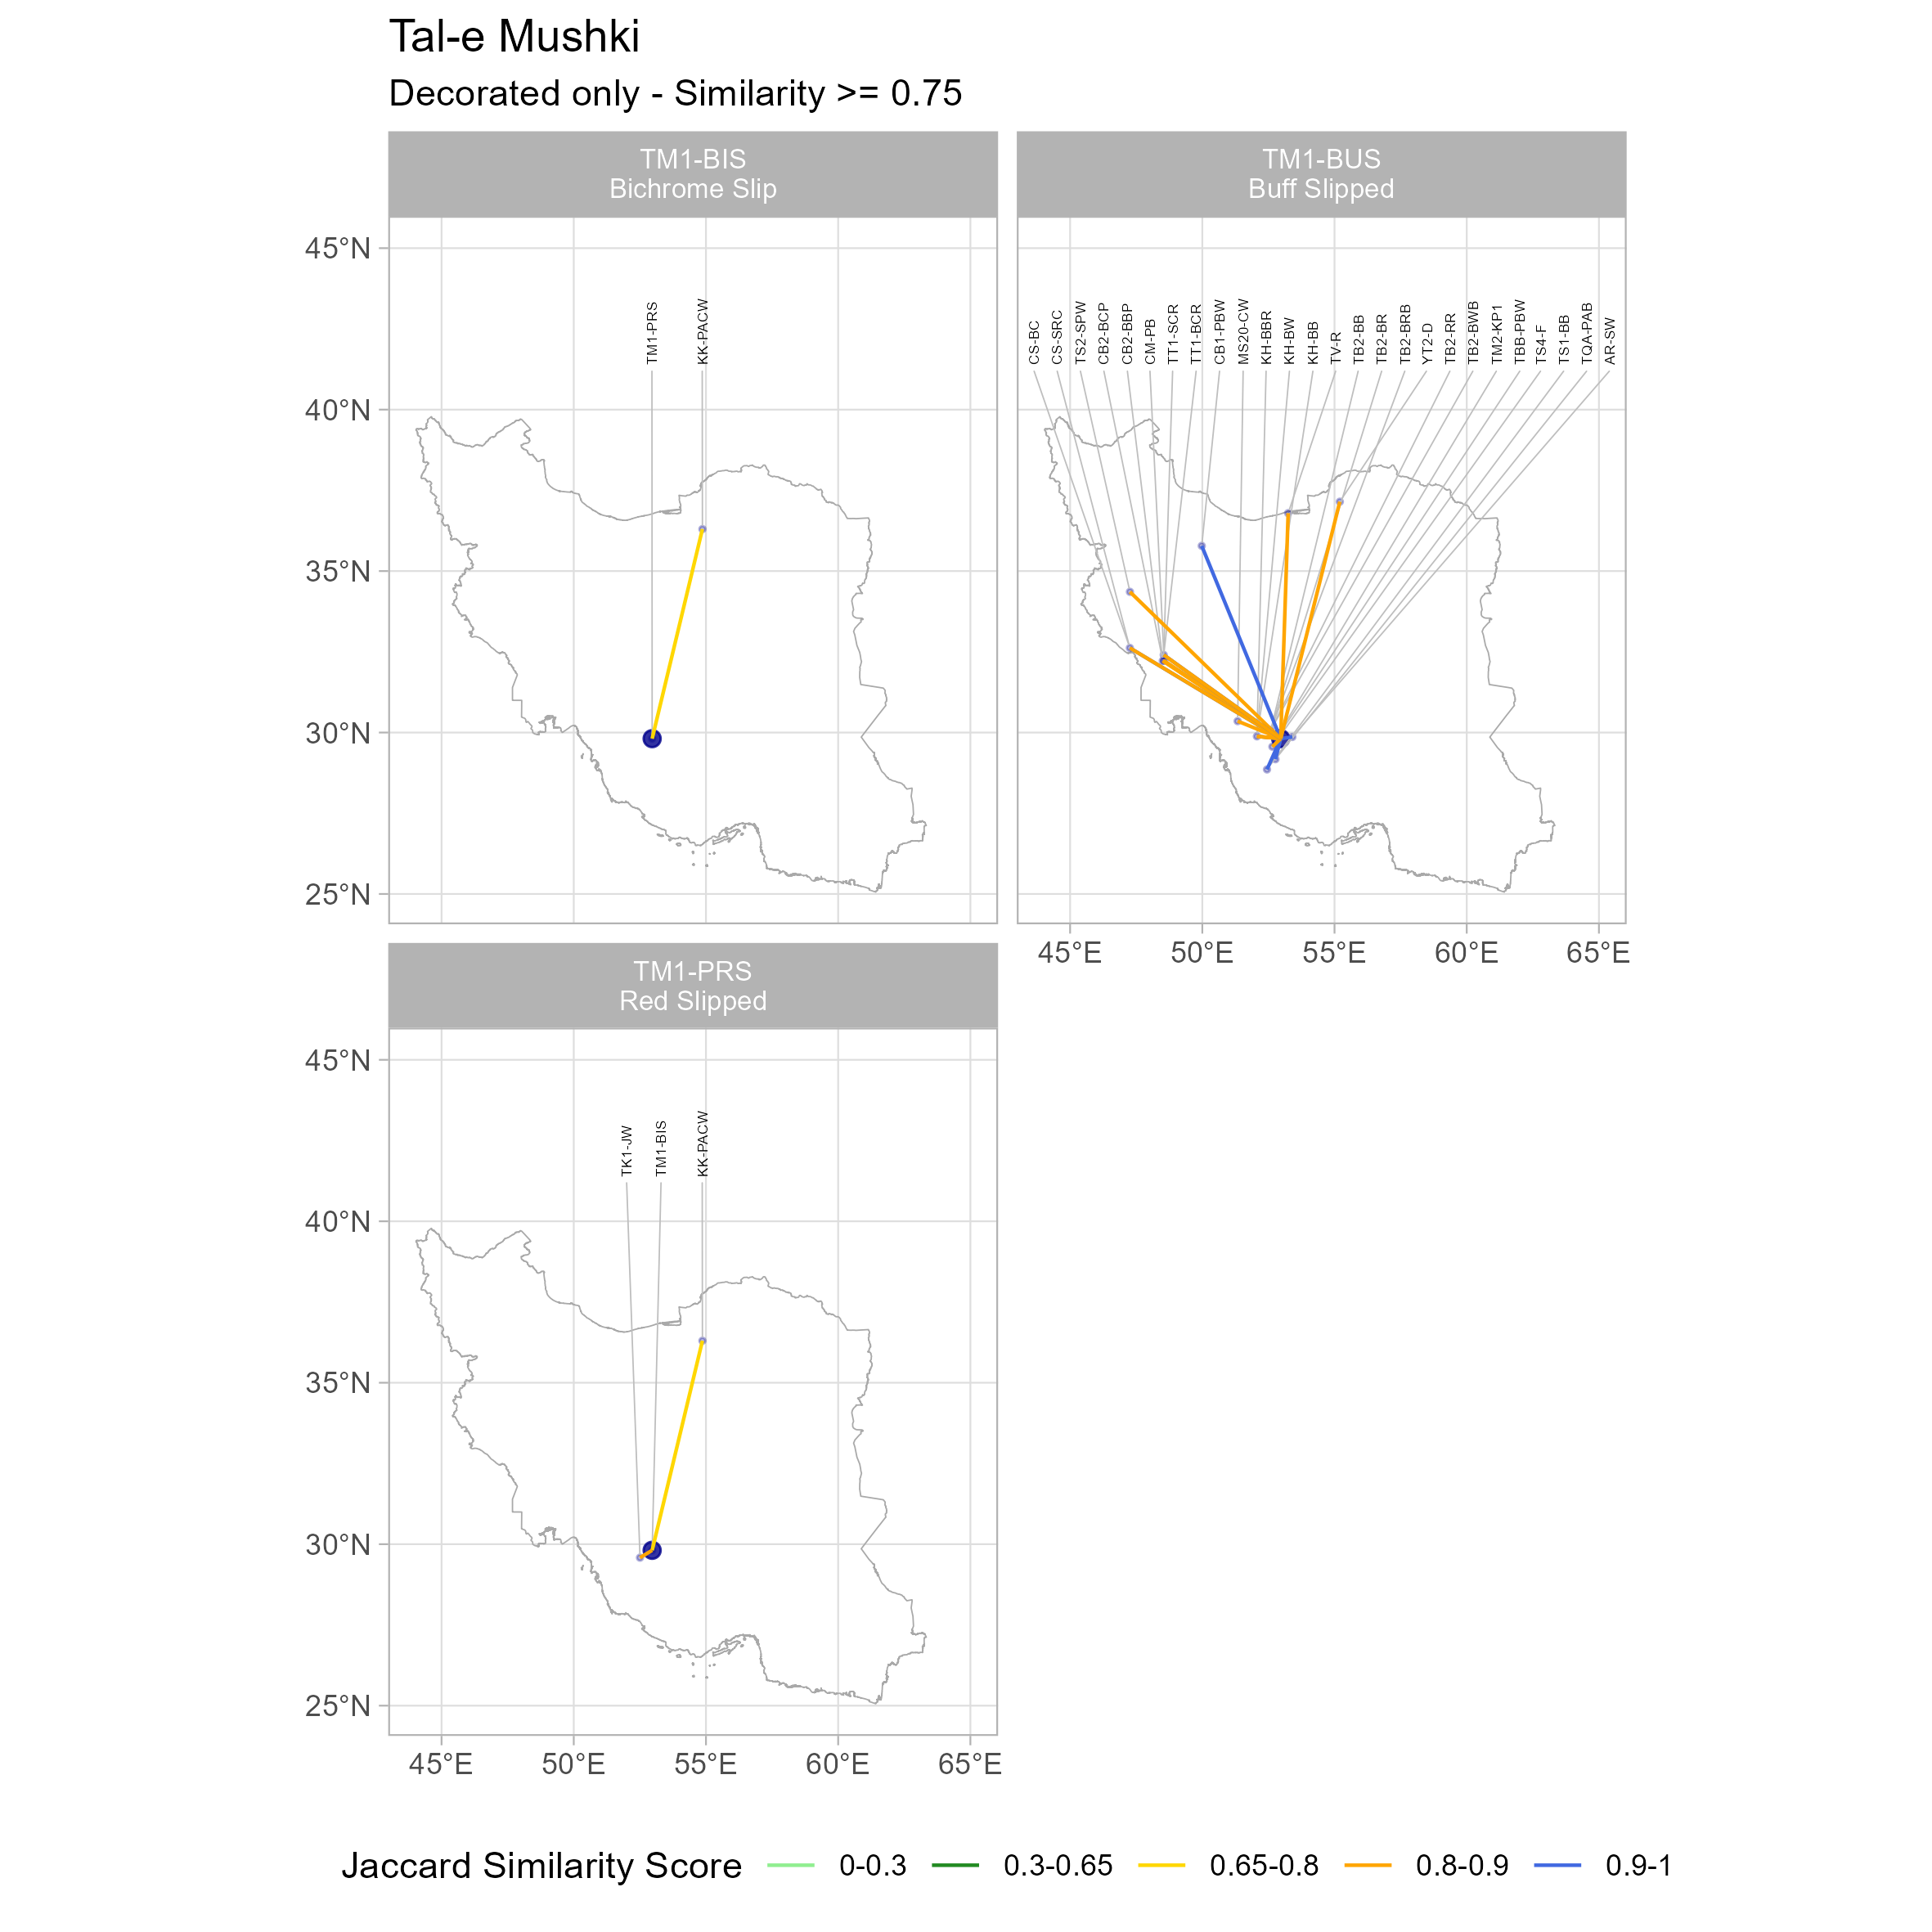 Tal-e Mushki
Decorated only - Similarity >= 0.75
TM1-BIS
Bichrome Slip
TM1-BUS
Buff Slipped
45°N
40°N
35°N
30°N
25°N
TM1-PRS
KK-PACW
CS-BC
CS-SRC
TS2-SPW
CB2-BCP
CB2-BBP
CM-PB
TT1-SCR
TT1-BCR
CB1-PBW
MS20-CW
KH-BBR
KH-BW
KH-BB
TV-R
TB2-BB
TB2-BR
TB2-BRB
YT2-D
TB2-RR
TB2-BWB
TM2-KP1
TBB-PBW
TS4-F
TS1-BB
TQA-PAB
AR-SW
45°E 50°E 55°E 60°E 65°E
TM1-PRS
Red Slipped
45°N
40°N
35°N
30°N
25°N
TK1-JW
TM1-BIS
KK-PACW
45°E 50°E 55°E 60°E 65°E
Jaccard Similarity Score 0-0.3 0.3-0.65 0.65-0.8 0.8-0.9 0.9-1